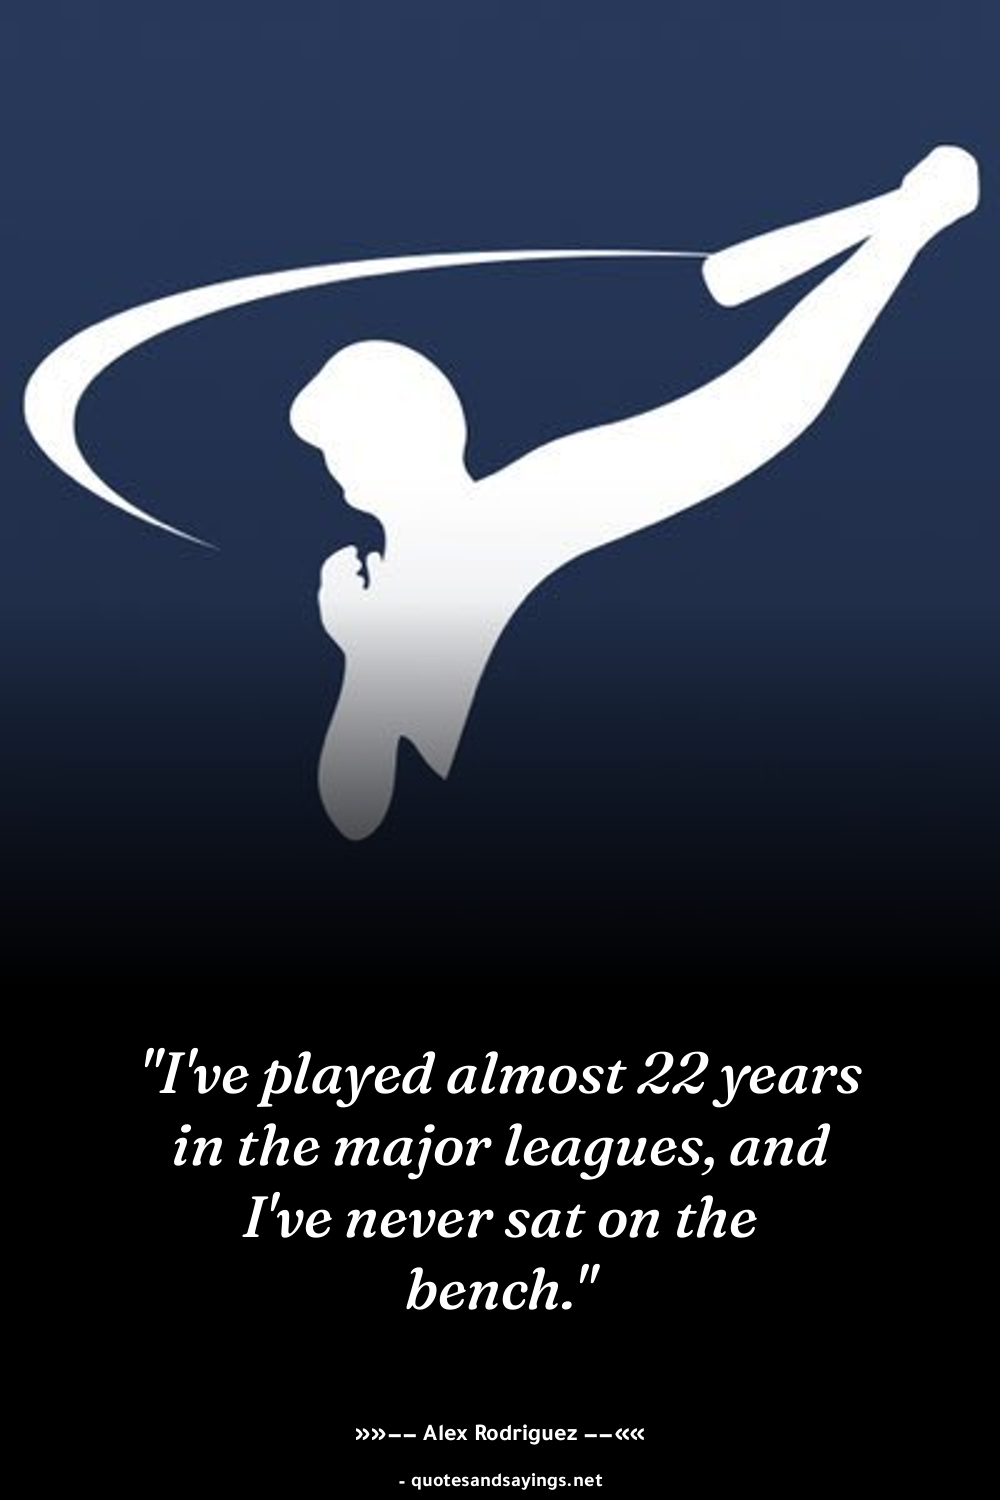 "I've played almost 22 years
in the major leagues, and
I've never sat on the
bench."
»»–– Alex Rodriguez ––««
- quotesandsayings.net